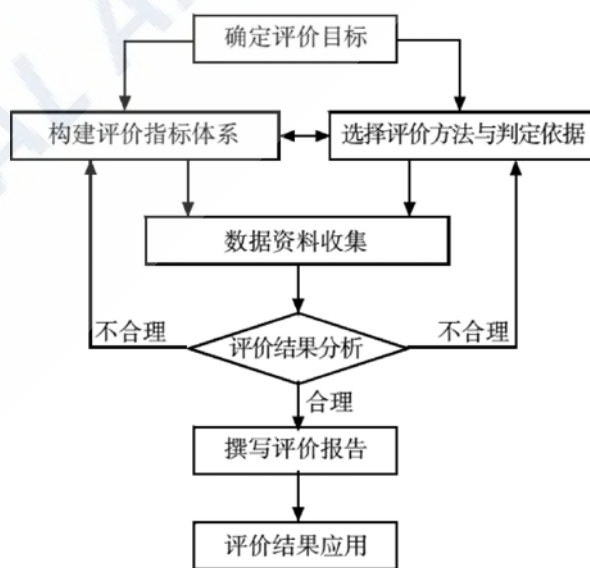 确定评价目标
构建评价指标体系
选择评价方法与判定依据
数据资料收集
不合理
评价结果分析
不合理
合理
撰写评价报告
评价结果应用